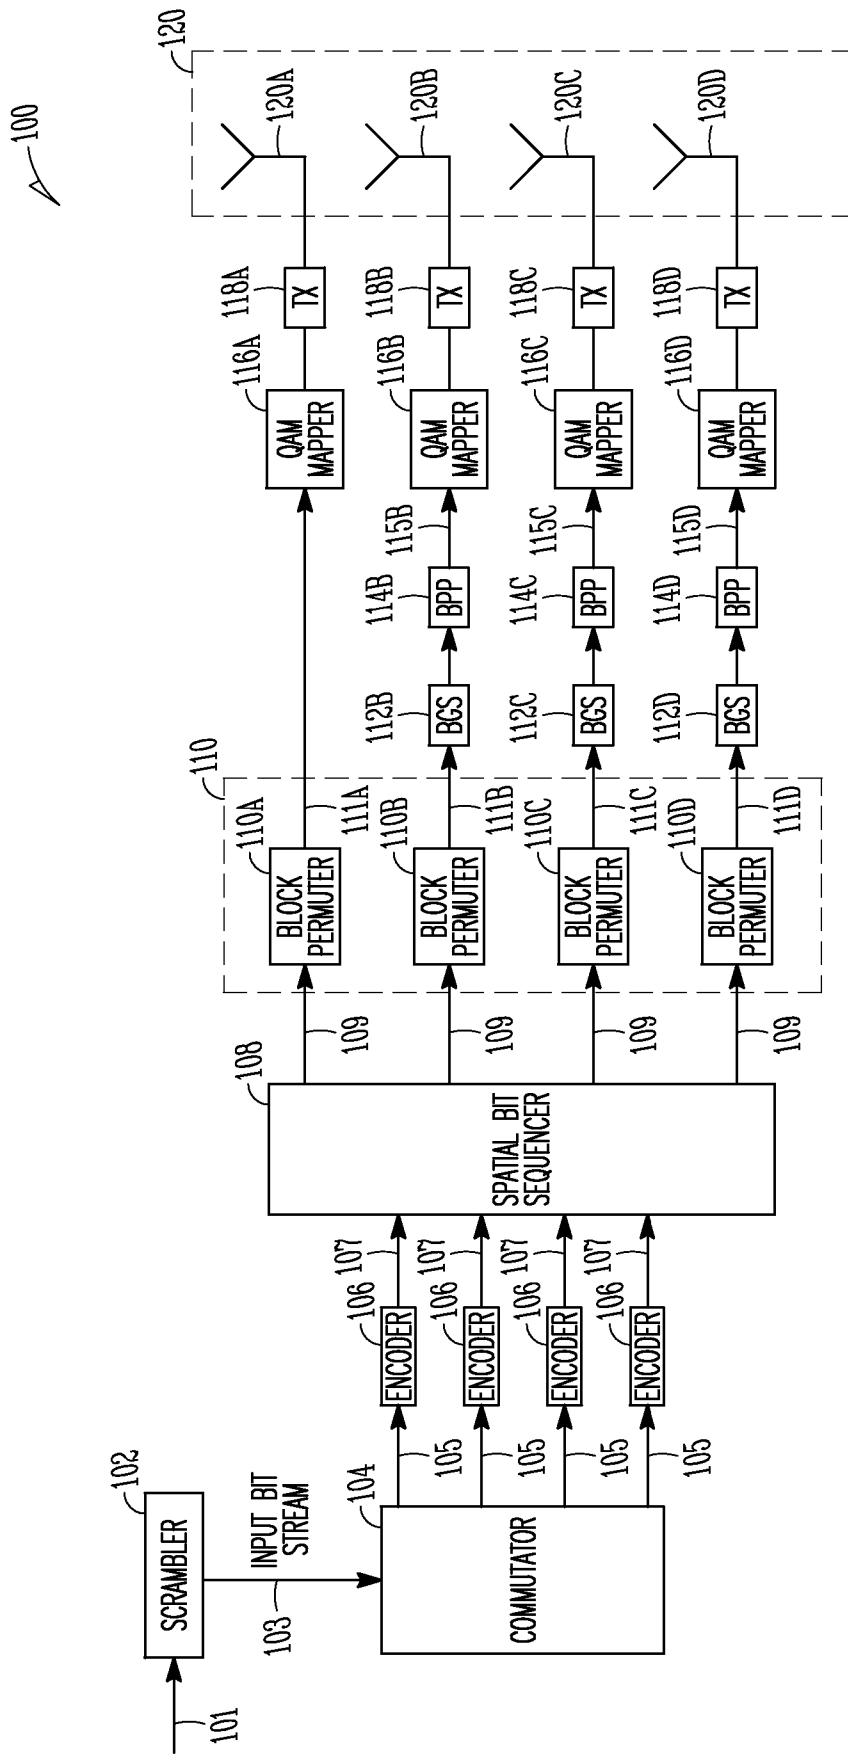 100
101
SCRAMBLER
102
INPUT BIT
STREAM
103
COMMUTATOR
104
105
105
105
105
ENCODER
106
ENCODER
106
ENCODER
106
ENCODER
106
107
107
107
107
SPATIAL BIT
SEQUENCER
108
109
109
109
109
110
BLOCK
PERMUTER
110A
111A
QAM
MAPPER
116A
TX
118A
120A
BLOCK
PERMUTER
110B
111B
BGS
112B
BPP
114B
115B
QAM
MAPPER
116B
TX
118B
120B
BLOCK
PERMUTER
110C
111C
BGS
112C
BPP
114C
115C
QAM
MAPPER
116C
TX
118C
120C
BLOCK
PERMUTER
110D
111D
BGS
112D
BPP
114D
115D
QAM
MAPPER
116D
TX
118D
120D
120